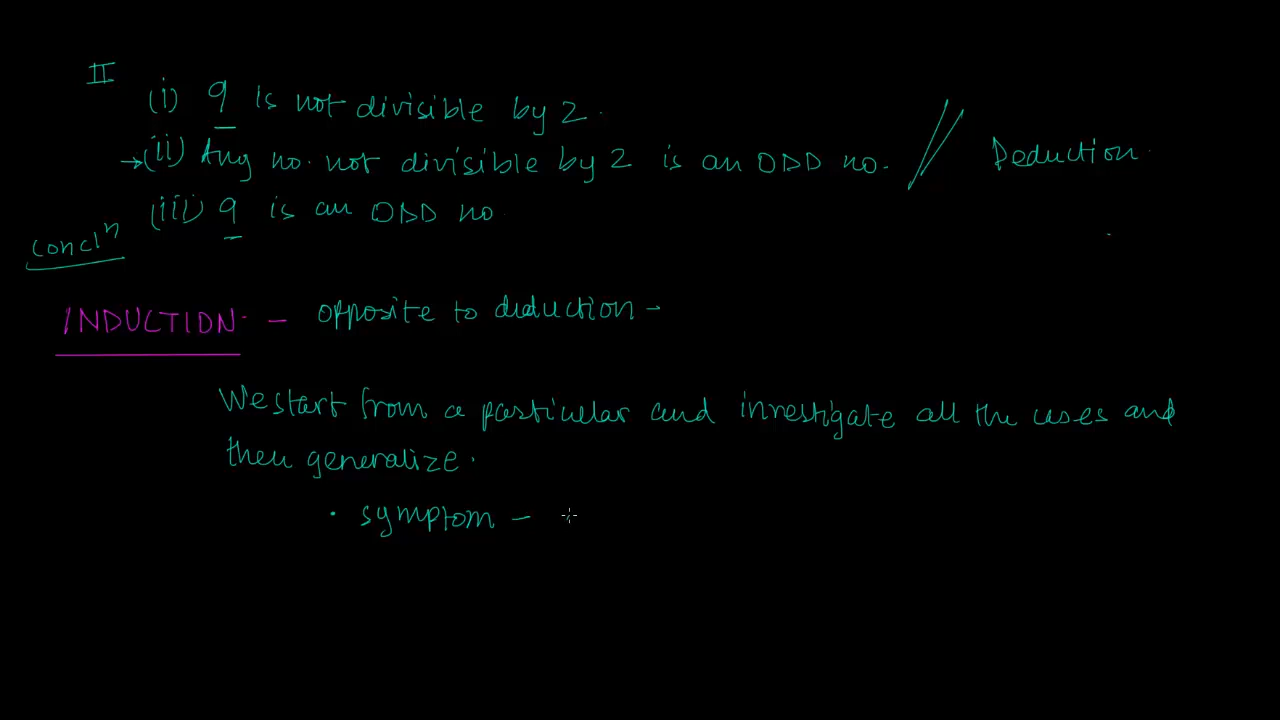 II
(i) 9 is not divisible by 2.
→(ii) Any no. not divisible by 2 is an ODD no. // Deduction.
(iii) 9 is an ODD no.
Conclⁿ
INDUCTION - opposite to deduction -
We start from a particular and investigate all the cases and
then generalize.
• symptom -